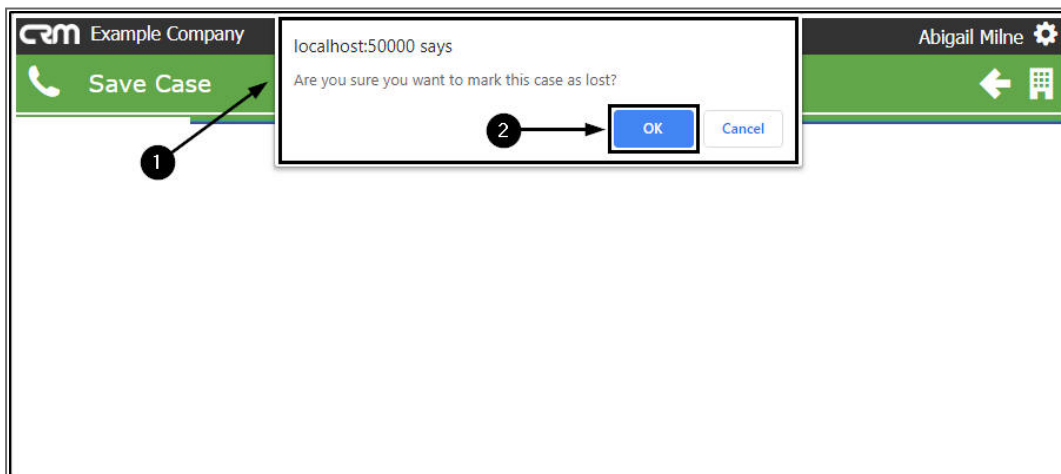 CRM Example Company
localhost:50000 says
Abigail Milne
Save Case
Are you sure you want to mark this case as lost?
1
2
OK
Cancel